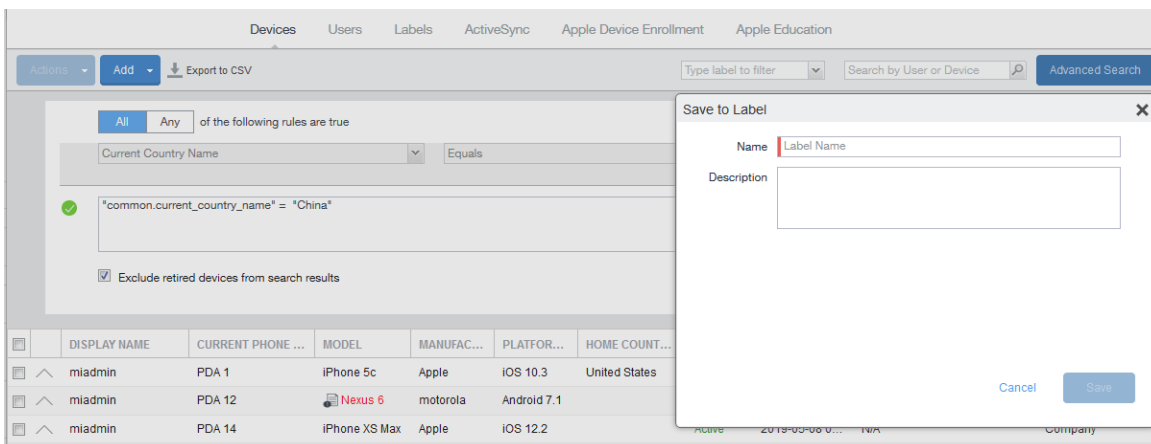 Devices Users Labels ActiveSync Apple Device Enrollment Apple Education
Actions Add Export to CSV Type label to filter Search by User or Device Advanced Search
Save to Label
All Any of the following rules are true
Name Label Name
Current Country Name Equals
Description
"common.current_country_name" = "China"
Exclude retired devices from search results
DISPLAY NAME CURRENT PHONE ... MODEL MANUFAC... PLATFOR... HOME COUNT...
miadmin PDA 1 iPhone 5c Apple iOS 10.3 United States
Cancel Save
miadmin PDA 12 Nexus 6 motorola Android 7.1
miadmin PDA 14 iPhone XS Max Apple iOS 12.2 Active 2019-05-08 0... N/A Company